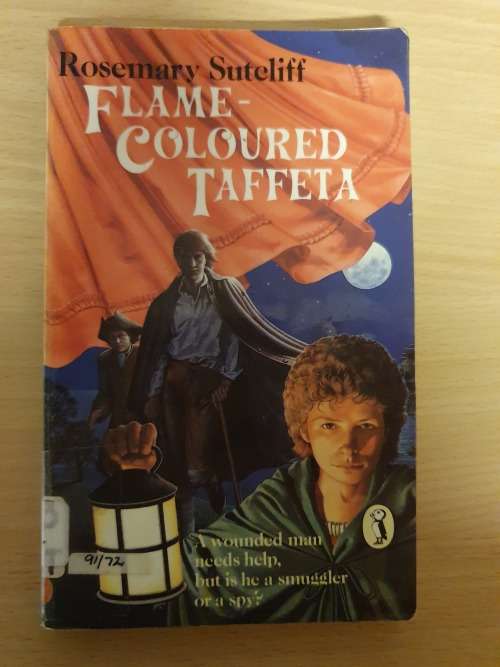 Rosemary Sutcliff
FLAME-
COLOURED
TAFFETA
A wounded man
needs help,
but is he a smuggler
or a spy?
91/72